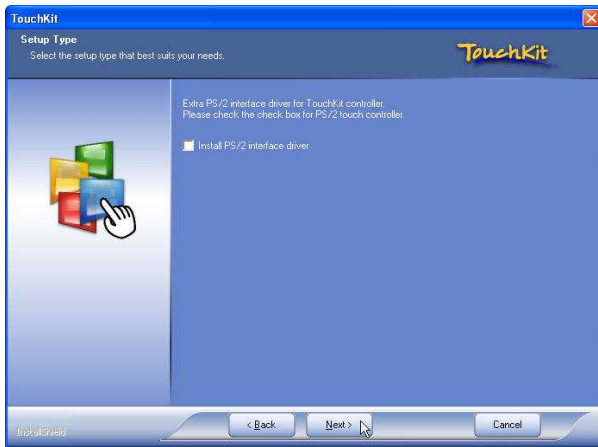 TouchKit
Setup Type
Select the setup type that best suits your needs.
TouchKit
Extra PS/2 interface driver for TouchKit controller.
Please check the check box for PS/2 touch controller.
Install PS/2 interface driver
InstallShield
< Back
Next >
Cancel